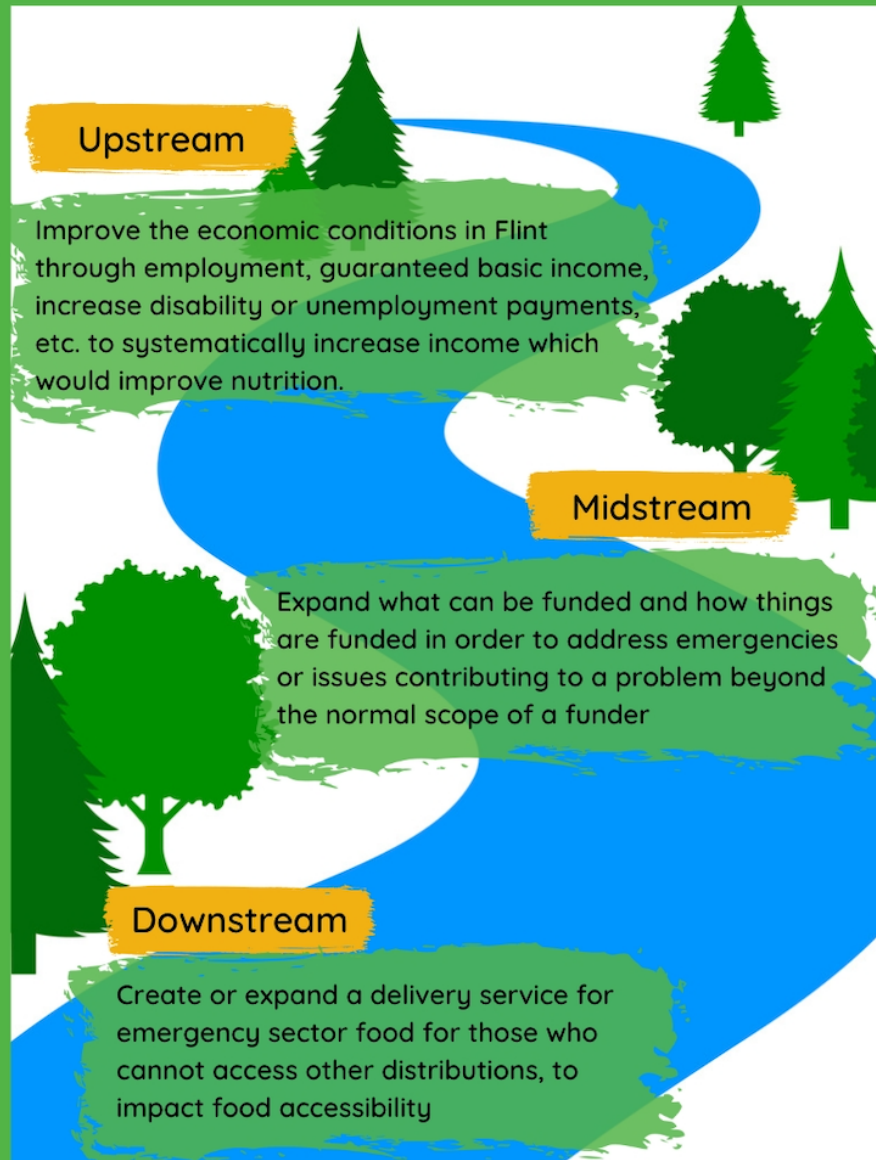 Upstream
Improve the economic conditions in Flint
through employment, guaranteed basic income,
increase disability or unemployment payments,
etc. to systematically increase income which
would improve nutrition.
Midstream
Expand what can be funded and how things
are funded in order to address emergencies
or issues contributing to a problem beyond
the normal scope of a funder
Downstream
Create or expand a delivery service for
emergency sector food for those who
cannot access other distributions, to
impact food accessibility